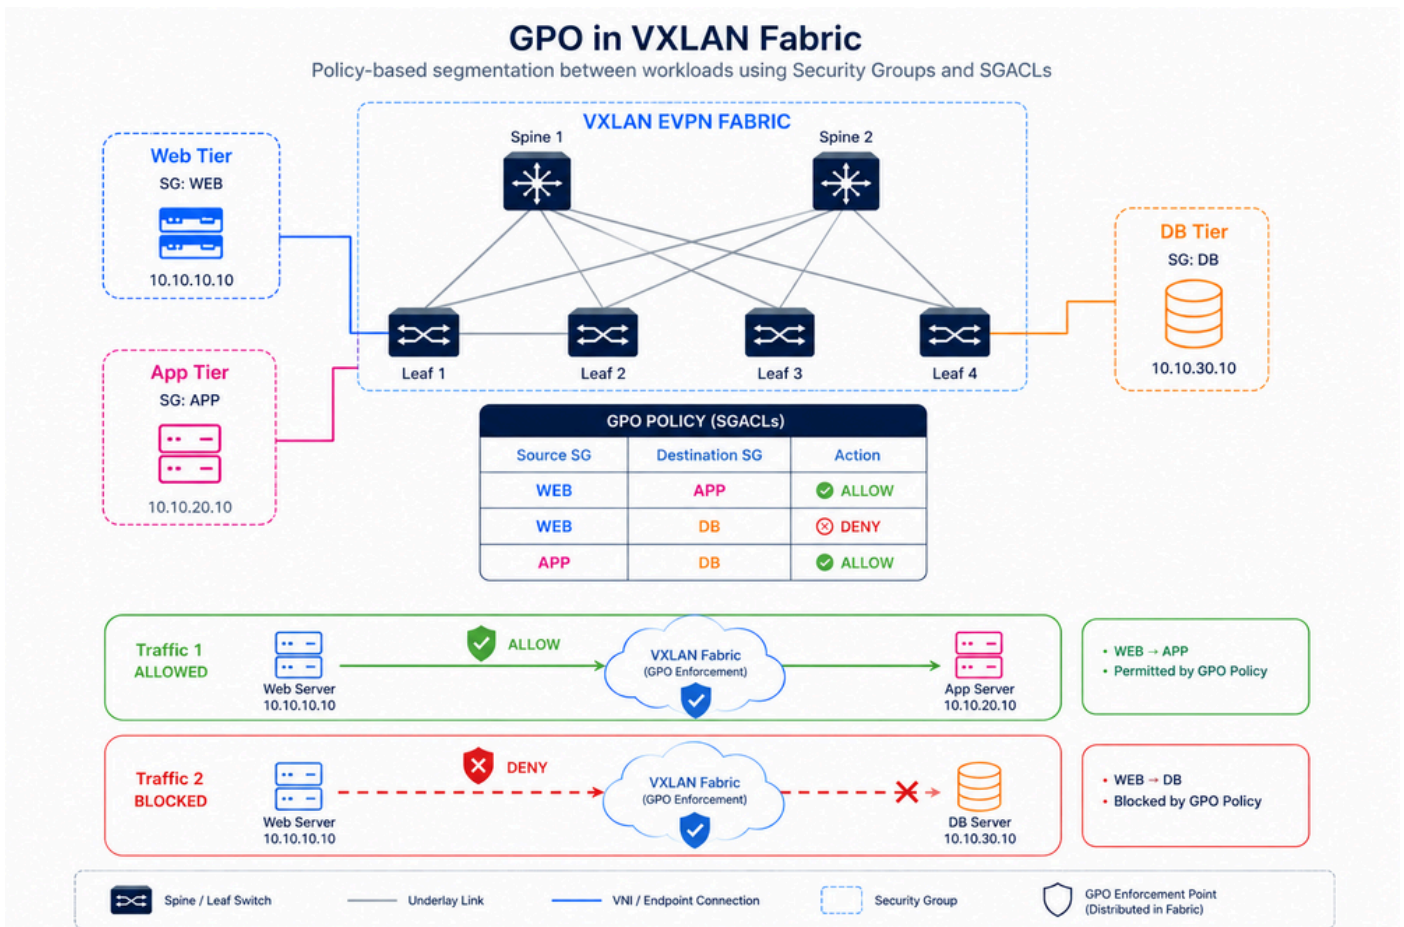 GPO in VXLAN Fabric
Policy-based segmentation between workloads using Security Groups and SGACLs
VXLAN EVPN FABRIC
Spine 1
Spine 2
Web Tier
SG: WEB
10.10.10.10
DB Tier
SG: DB
10.10.30.10
App Tier
SG: APP
10.10.20.10
Leaf 1
Leaf 2
Leaf 3
Leaf 4
GPO POLICY (SGACLs)
Source SG Destination SG Action
WEB APP ALLOW
WEB DB DENY
APP DB ALLOW
Traffic 1
ALLOWED
Web Server
10.10.10.10
ALLOW
VXLAN Fabric
(GPO Enforcement)
App Server
10.10.20.10
• WEB → APP
• Permitted by GPO Policy
Traffic 2
BLOCKED
Web Server
10.10.10.10
DENY
VXLAN Fabric
(GPO Enforcement)
DB Server
10.10.30.10
• WEB → DB
• Blocked by GPO Policy
Spine / Leaf Switch
Underlay Link
VNI / Endpoint Connection
Security Group
GPO Enforcement Point
(Distributed in Fabric)